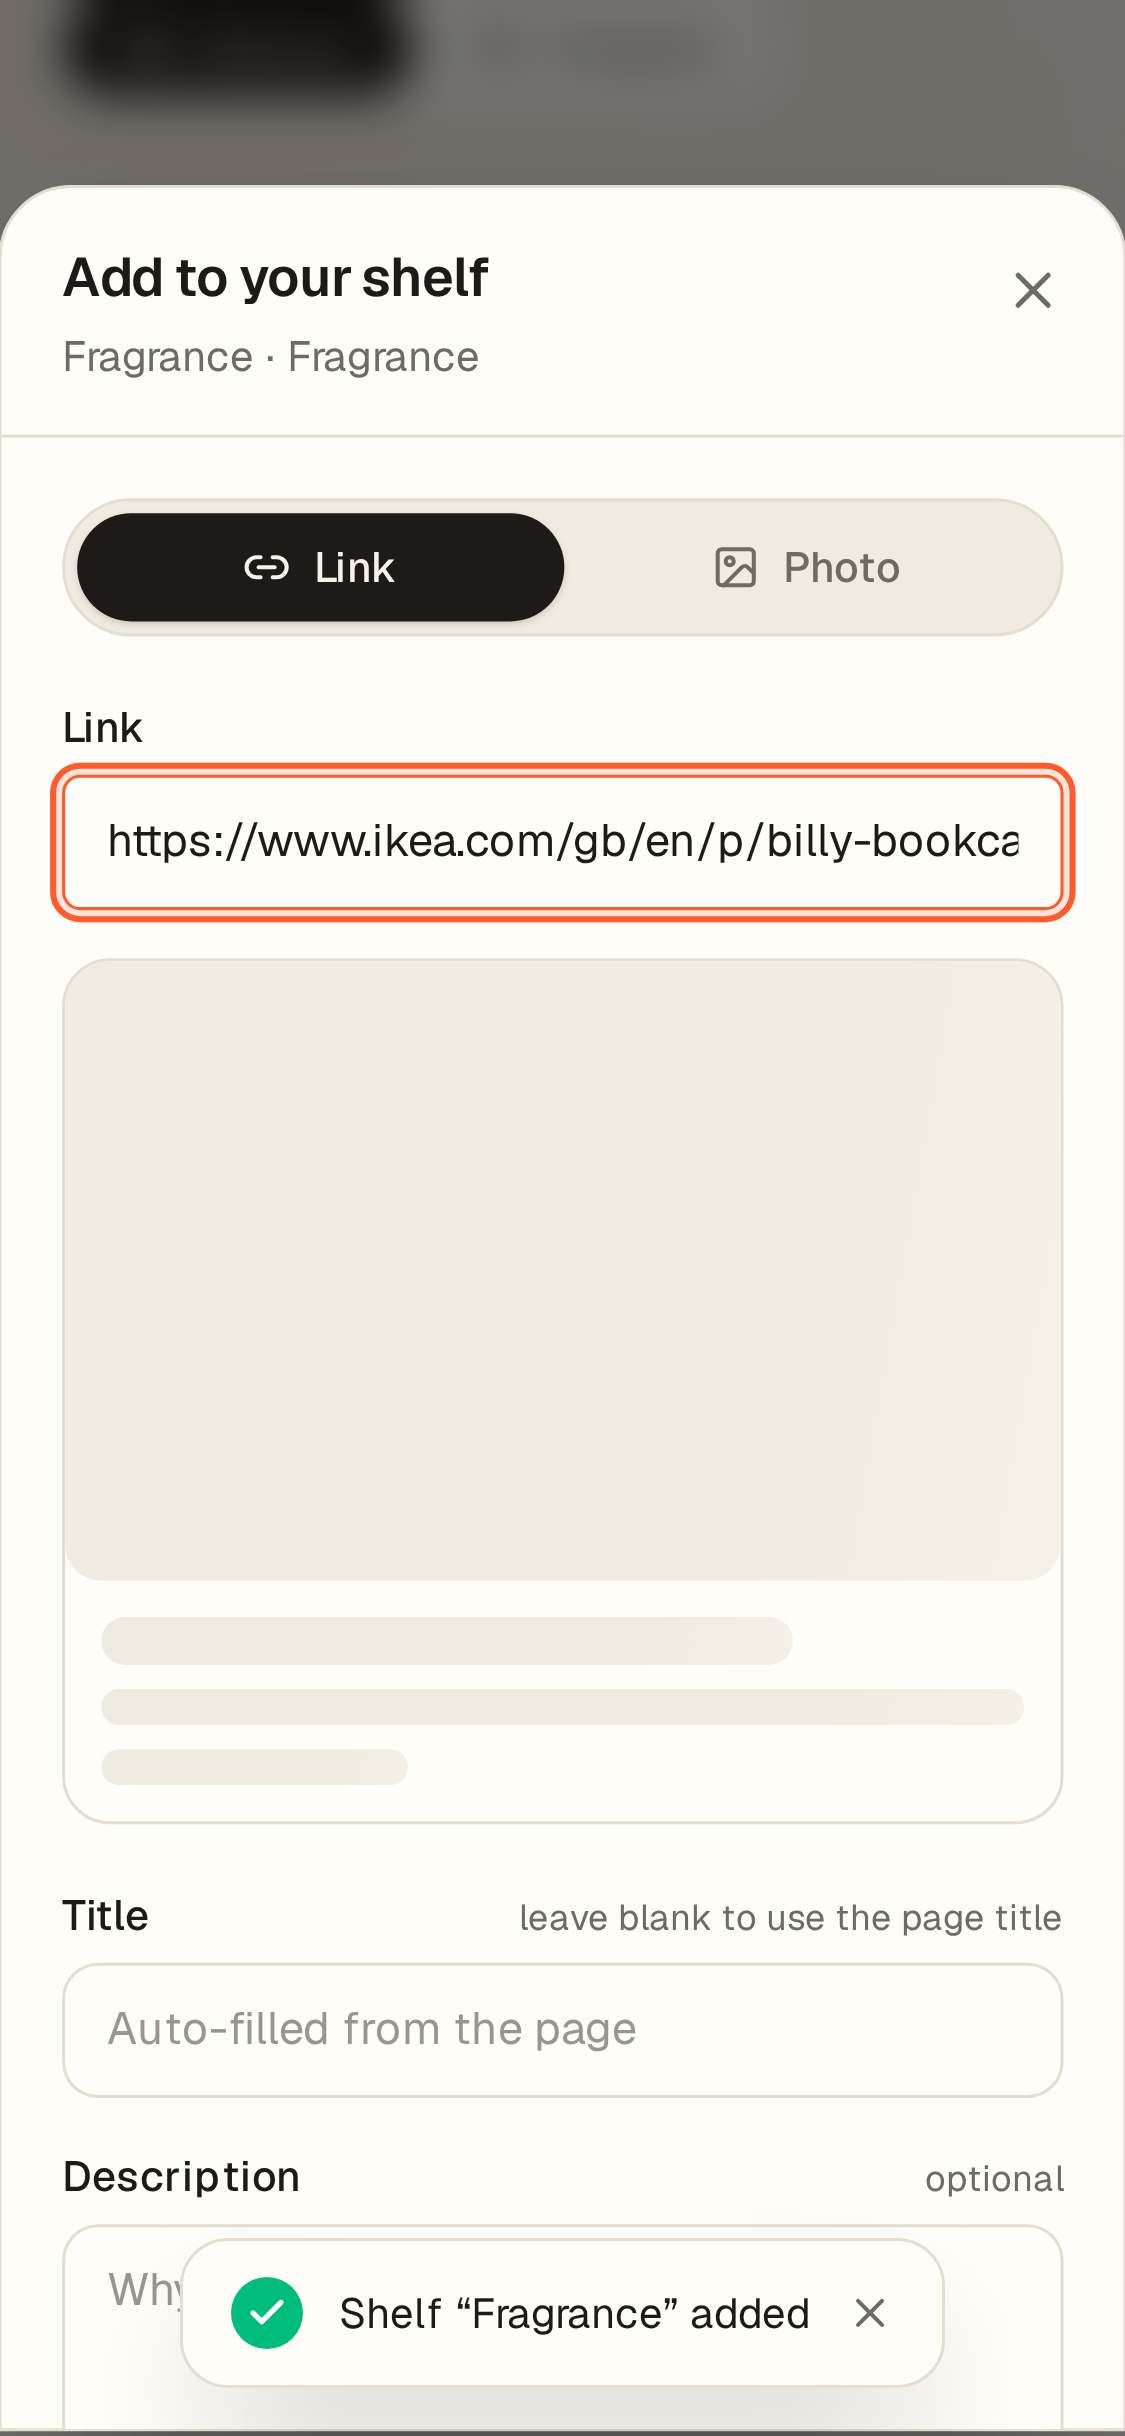 Add to your shelf
Fragrance · Fragrance
Link
Photo
Link
https://www.ikea.com/gb/en/p/billy-bookca
Title
leave blank to use the page title
Auto-filled from the page
Description
optional
Why
Shelf “Fragrance” added